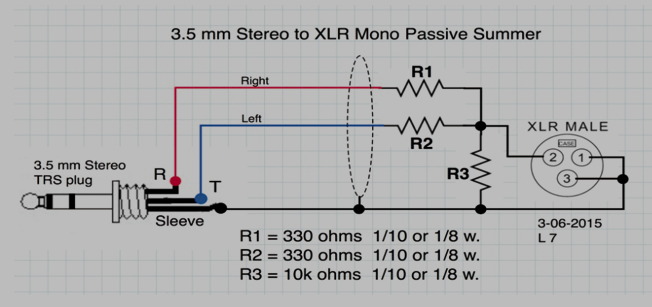 3.5 mm Stereo to XLR Mono Passive Summer
Right
R1
Left
R2
XLR MALE
CASE
2
1
3
R3
3.5 mm Stereo
TRS plug
R
T
Sleeve
3-06-2015
L 7
R1 = 330 ohms 1/10 or 1/8 w.
R2 = 330 ohms 1/10 or 1/8 w.
R3 = 10k ohms 1/10 or 1/8 w.